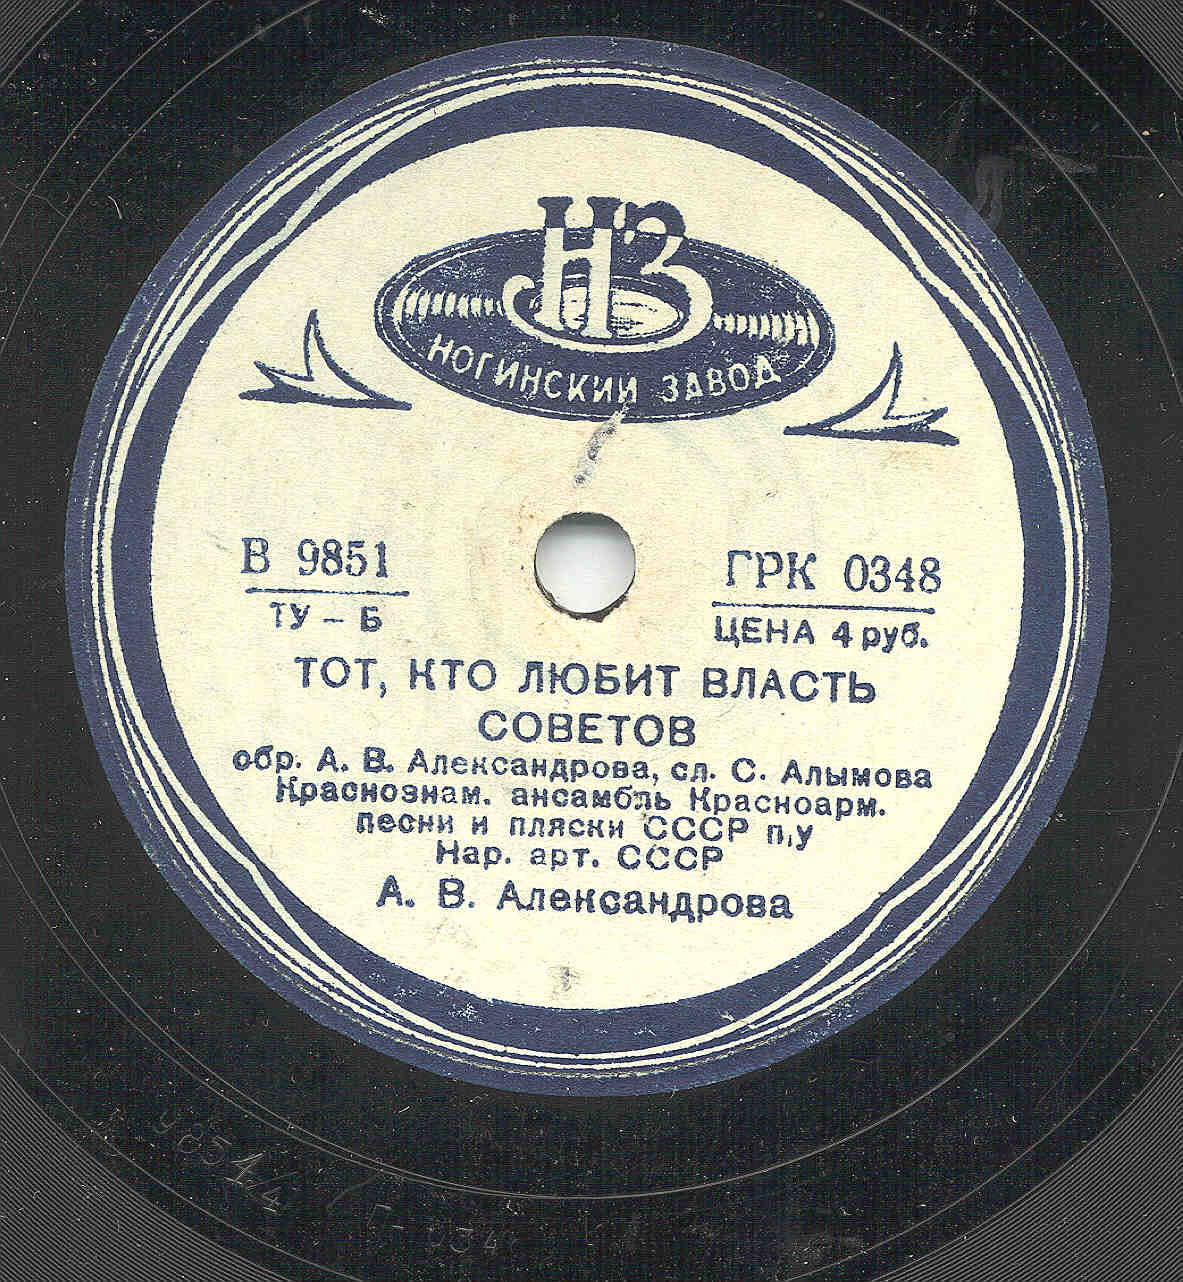 НЗ
НОГИНСКИЙ ЗАВОД
В 9851
ТУ – Б
ГРК 0348
ЦЕНА 4 руб.
ТОТ, КТО ЛЮБИТ ВЛАСТЬ
СОВЕТОВ
обр. А. В. Александрова, сл. С. Алымова
Краснознам. ансамбль Красноарм.
песни и пляски СССР п/у
Нар. арт. СССР
А. В. Александрова